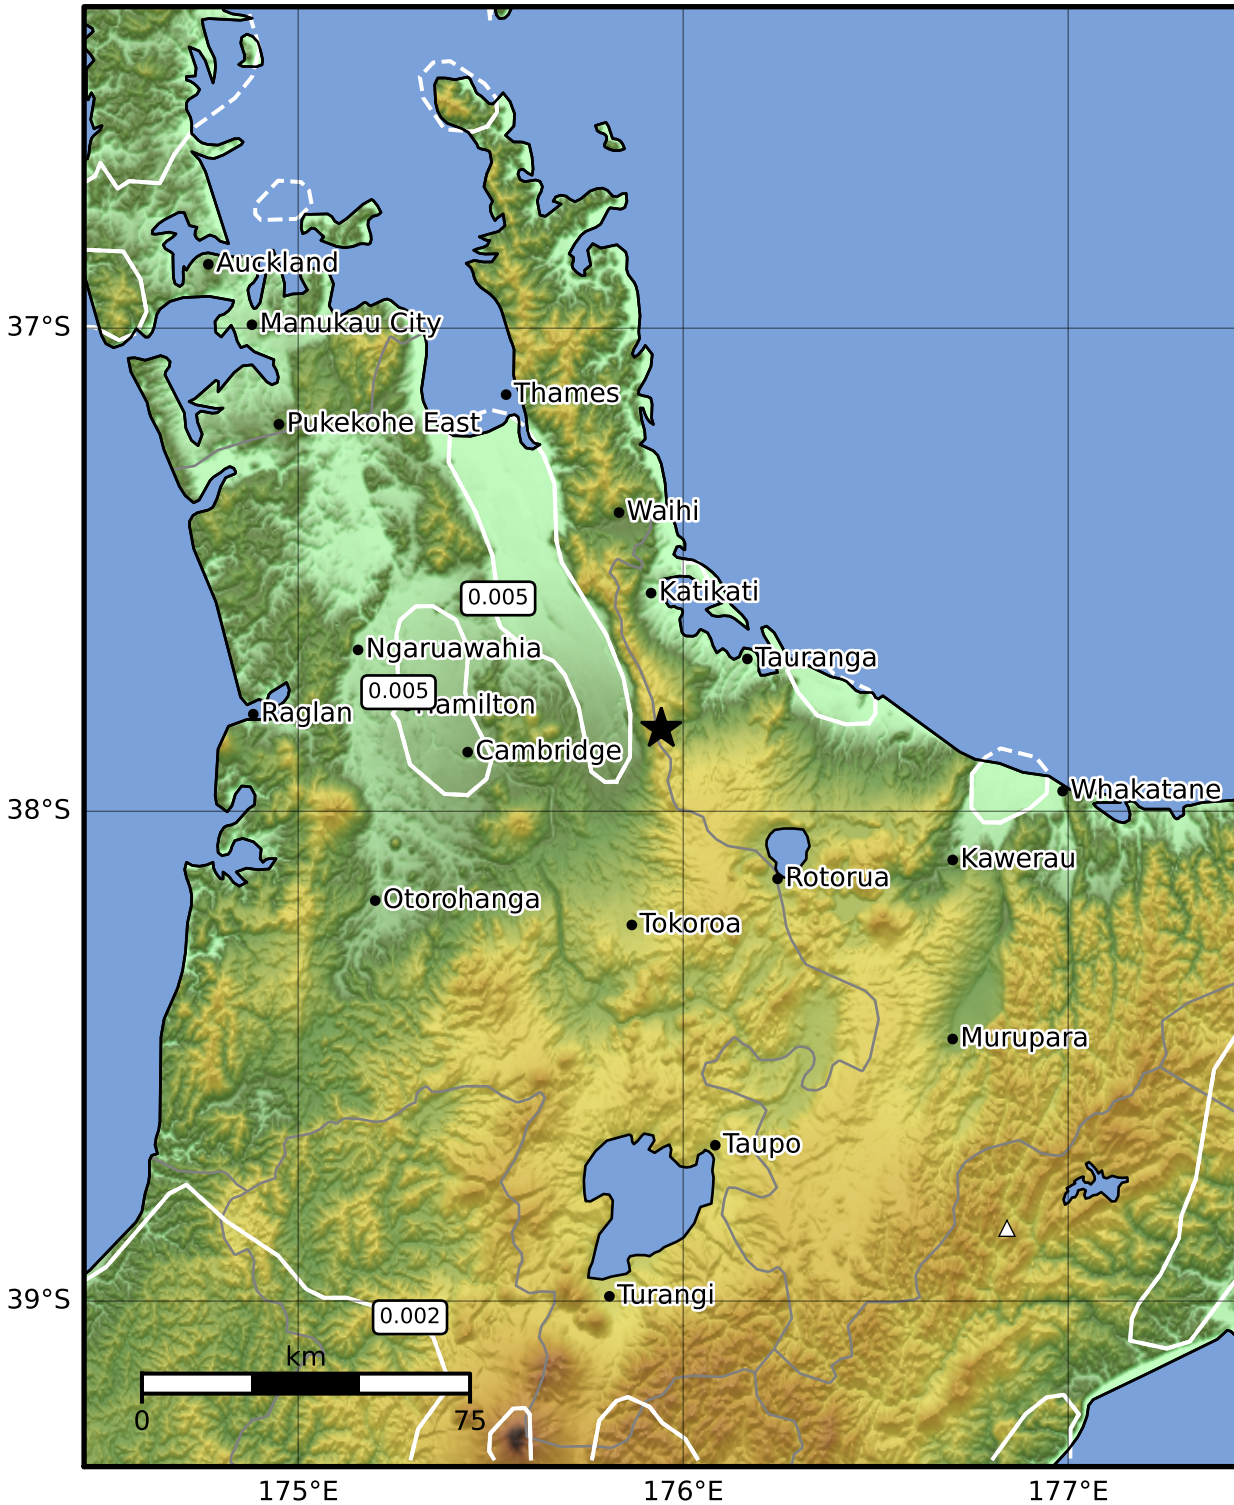 Auckland
37°S
Manukau City
Thames
Pukekohe East
Waihi
Katikati
0.005
Ngaruawahia
Tauranga
0.005
Hamilton
Raglan
Cambridge
Whakatane
38°S
Kawerau
Rotorua
Otorohanga
Tokoroa
Murupara
Taupo
Turangi
39°S
0.002
km
0
75
175°E
176°E
177°E